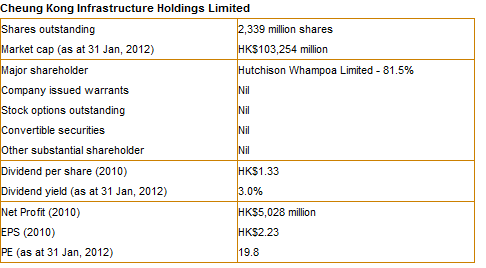 Cheung Kong Infrastructure Holdings Limited
Shares outstanding 2,339 million shares
Market cap (as at 31 Jan, 2012) HK$103,254 million
Major shareholder Hutchison Whampoa Limited - 81.5%
Company issued warrants Nil
Stock options outstanding Nil
Convertible securities Nil
Other substantial shareholder Nil
Dividend per share (2010) HK$1.33
Dividend yield (as at 31 Jan, 2012) 3.0%
Net Profit (2010) HK$5,028 million
EPS (2010) HK$2.23
PE (as at 31 Jan, 2012) 19.8